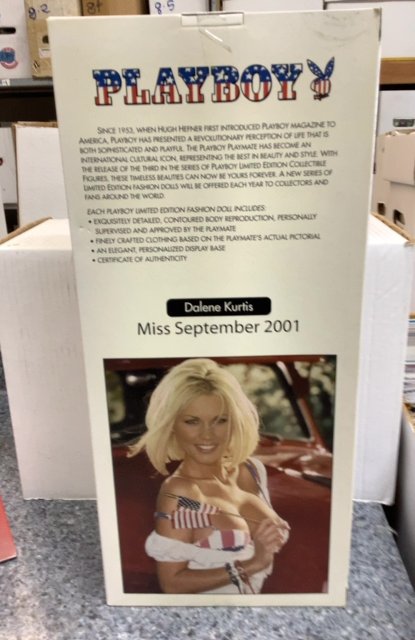 8-2
8t
8-5
PLAYBOY
SINCE 1953, WHEN HUGH HEFNER FIRST INTRODUCED PLAYBOY MAGAZINE TO
AMERICA, PLAYBOY HAS PRESENTED A REVOLUTIONARY PERCEPTION OF LIFE THAT IS
BOTH SOPHISTICATED AND PLAYFUL. THE PLAYBOY PLAYMATE HAS BECOME AN
INTERNATIONAL CULTURAL ICON, REPRESENTING THE BEST IN BEAUTY AND STYLE. WITH
THE RELEASE OF THE THIRD IN THE SERIES OF PLAYBOY LIMITED EDITION COLLECTIBLE
FIGURES, THESE TIMELESS BEAUTIES CAN NOW BE YOURS FOREVER. A NEW SERIES OF
LIMITED EDITION FASHION DOLLS WILL BE OFFERED EACH YEAR TO COLLECTORS AND
FANS AROUND THE WORLD.
EACH PLAYBOY LIMITED EDITION FASHION DOLL INCLUDES:
• EXQUISITELY DETAILED, CONTOURED BODY REPRODUCTION, PERSONALLY
SUPERVISED AND APPROVED BY THE PLAYMATE
• FINELY CRAFTED CLOTHING BASED ON THE PLAYMATE'S ACTUAL PICTORIAL
• AN ELEGANT, PERSONALIZED DISPLAY BASE
• CERTIFICATE OF AUTHENTICITY
Dalene Kurtis
Miss September 2001